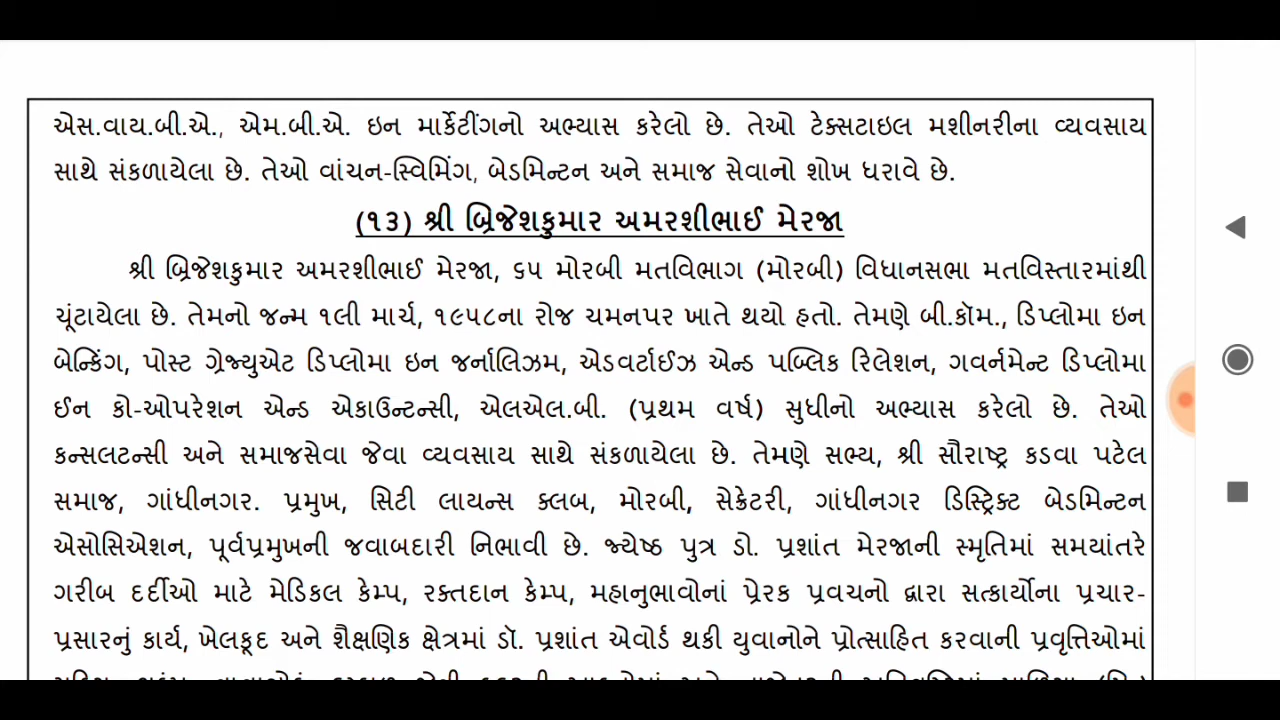 એસ.વાય.બી.એ., એમ.બી.એ. ઇન માર્કેટીંગનો અભ્યાસ કરેલો છે. તેઓ ટેક્સટાઇલ મશીનરીના વ્યવસાય
સાથે સંકળાયેલા છે. તેઓ વાંચન-સ્વિમિંગ, બેડમિન્ટન અને સમાજ સેવાનો શોખ ધરાવે છે.
(૧૩) શ્રી બ્રિજેશકુમાર અમરશીભાઈ મેરજા
શ્રી બ્રિજેશકુમાર અમરશીભાઈ મેરજા, ૬૫ મોરબી મતવિભાગ (મોરબી) વિધાનસભા મતવિસ્તારમાંથી
ચૂંટાયેલા છે. તેમનો જન્મ ૧લી માર્ચ, ૧૯૫૮ના રોજ ચમનપર ખાતે થયો હતો. તેમણે બી.કૉમ., ડિપ્લોમા ઇન
બેન્કિંગ, પોસ્ટ ગ્રેજ્યુએટ ડિપ્લોમા ઇન જર્નાલિઝમ, એડવર્ટાઈઝ એન્ડ પબ્લિક રિલેશન, ગવર્નમેન્ટ ડિપ્લોમા
ઈન કો-ઓપરેશન એન્ડ એકાઉન્ટન્સી, એલએલ.બી. (પ્રથમ વર્ષ) સુધીનો અભ્યાસ કરેલો છે. તેઓ
કન્સલટન્સી અને સમાજસેવા જેવા વ્યવસાય સાથે સંકળાયેલા છે. તેમણે સભ્ય, શ્રી સૌરાષ્ટ્ર કડવા પટેલ
સમાજ, ગાંધીનગર. પ્રમુખ, સિટી લાયન્સ ક્લબ, મોરબી, સેક્રેટરી, ગાંધીનગર ડિસ્ટ્રિક્ટ બેડમિન્ટન
એસોસિએશન, પૂર્વપ્રમુખની જવાબદારી નિભાવી છે. જ્યેષ્ઠ પુત્ર ડો. પ્રશાંત મેરજાની સ્મૃતિમાં સમયાંતરે
ગરીબ દર્દીઓ માટે મેડિકલ કેમ્પ, રક્તદાન કેમ્પ, મહાનુભાવોનાં પ્રેરક પ્રવચનો દ્વારા સત્કાર્યોના પ્રચાર-
પ્રસારનું કાર્ય, ખેલકૂદ અને શૈક્ષણિક ક્ષેત્રમાં ડૉ. પ્રશાંત એવોર્ડ થકી યુવાનોને પ્રોત્સાહિત કરવાની પ્રવૃત્તિઓમાં